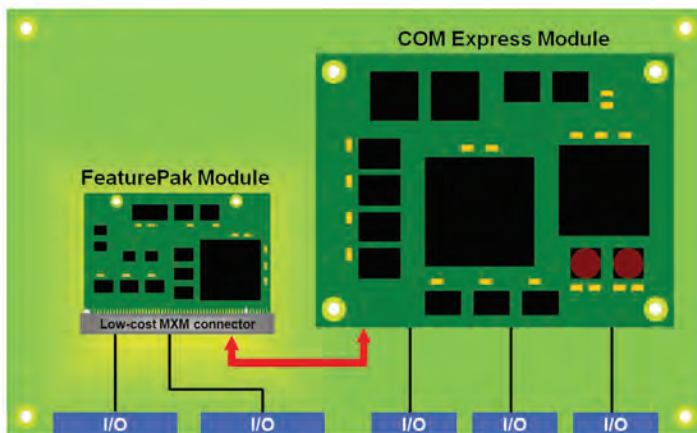 COM Express Module
FeaturePak Module
Low-cost MXM connector
I/O
I/O
I/O
I/O
I/O